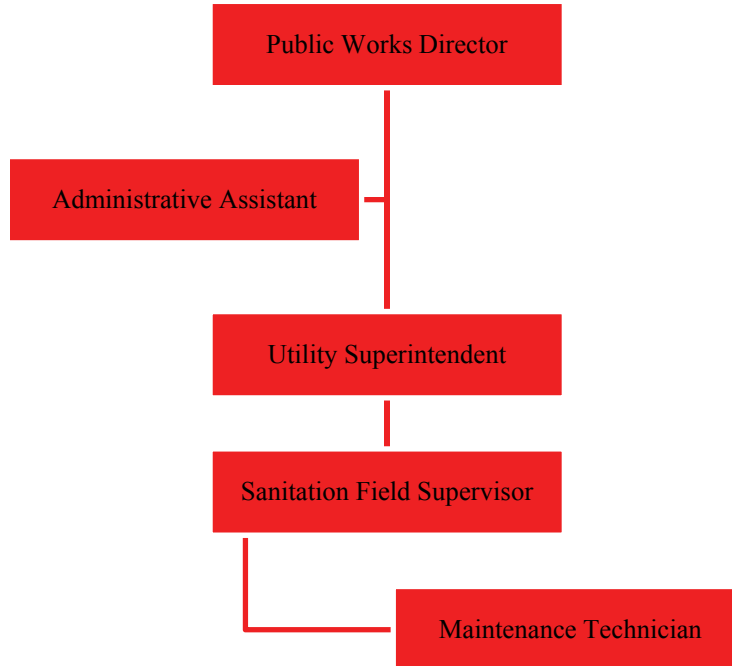 Public Works Director
Administrative Assistant
Utility Superintendent
Sanitation Field Supervisor
Maintenance Technician